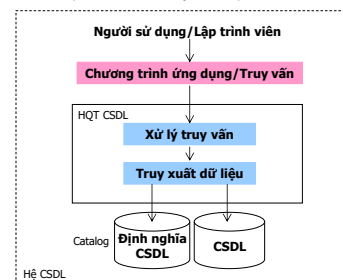 Người sử dụng/Lập trình viên
Chương trình ứng dụng/Truy vấn
HQT CSDL
Xử lý truy vấn
Truy xuất dữ liệu
Catalog
Định nghĩa
CSDL
CSDL
Hệ CSDL